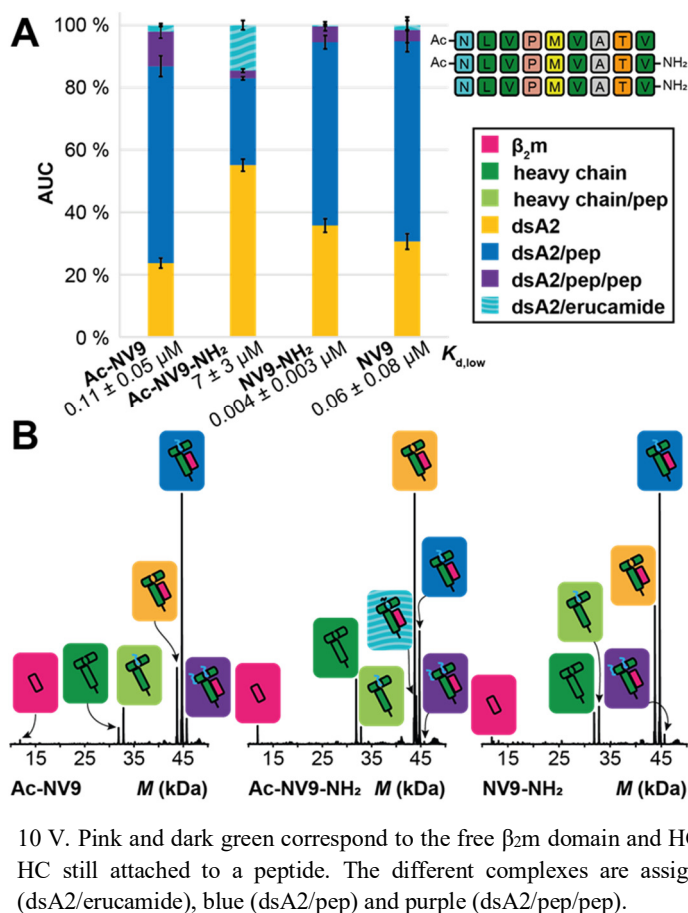 A
100 %
80 %
60 %
40 %
20 %
0 %
AUC
Ac-NV9
0.11 ± 0.05 µM
Ac-NV9-NH₂
7 ± 3 µM
NV9-NH₂
0.004 ± 0.003 µM
NV9
0.06 ± 0.08 µM
Kd,low
Ac- N L V P M V A T V
Ac- N L V P M V A T V -NH₂
N L V P M V A T V -NH₂
β₂m
heavy chain
heavy chain/pep
dsA2
dsA2/pep
dsA2/pep/pep
dsA2/erucamide
B
15 25 35 45
Ac-NV9 M (kDa)
15 25 35 45
Ac-NV9-NH₂ M (kDa)
15 25 35 45
NV9-NH₂ M (kDa)
10 V. Pink and dark green correspond to the free β₂m domain and HC
HC still attached to a peptide. The different complexes are assig
(dsA2/erucamide), blue (dsA2/pep) and purple (dsA2/pep/pep).